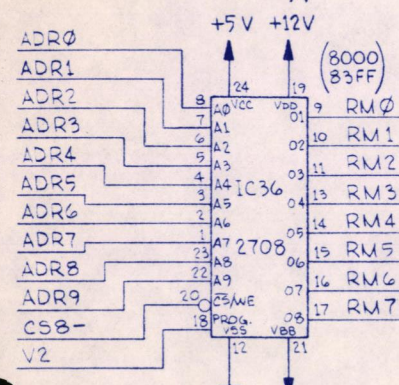 +5V +12V
ADRØ
ADR1
ADR2
ADR3
ADR4
ADR5
ADR6
ADR7
ADR8
ADR9
CS8-
V2
8
7
6
5
4
3
2
1
23
22
20
18
24
19
VCC
VDD
AØ
A1
A2
A3
A4
A5
A6
A7
A8
A9
CS/WE
PROG.
VSS
VBB
IC36
2708
O1
O2
O3
O4
O5
O6
O7
O8
12
21
(8000
83FF)
9 RMØ
10 RM1
11 RM2
13 RM3
14 RM4
15 RM5
16 RM6
17 RM7